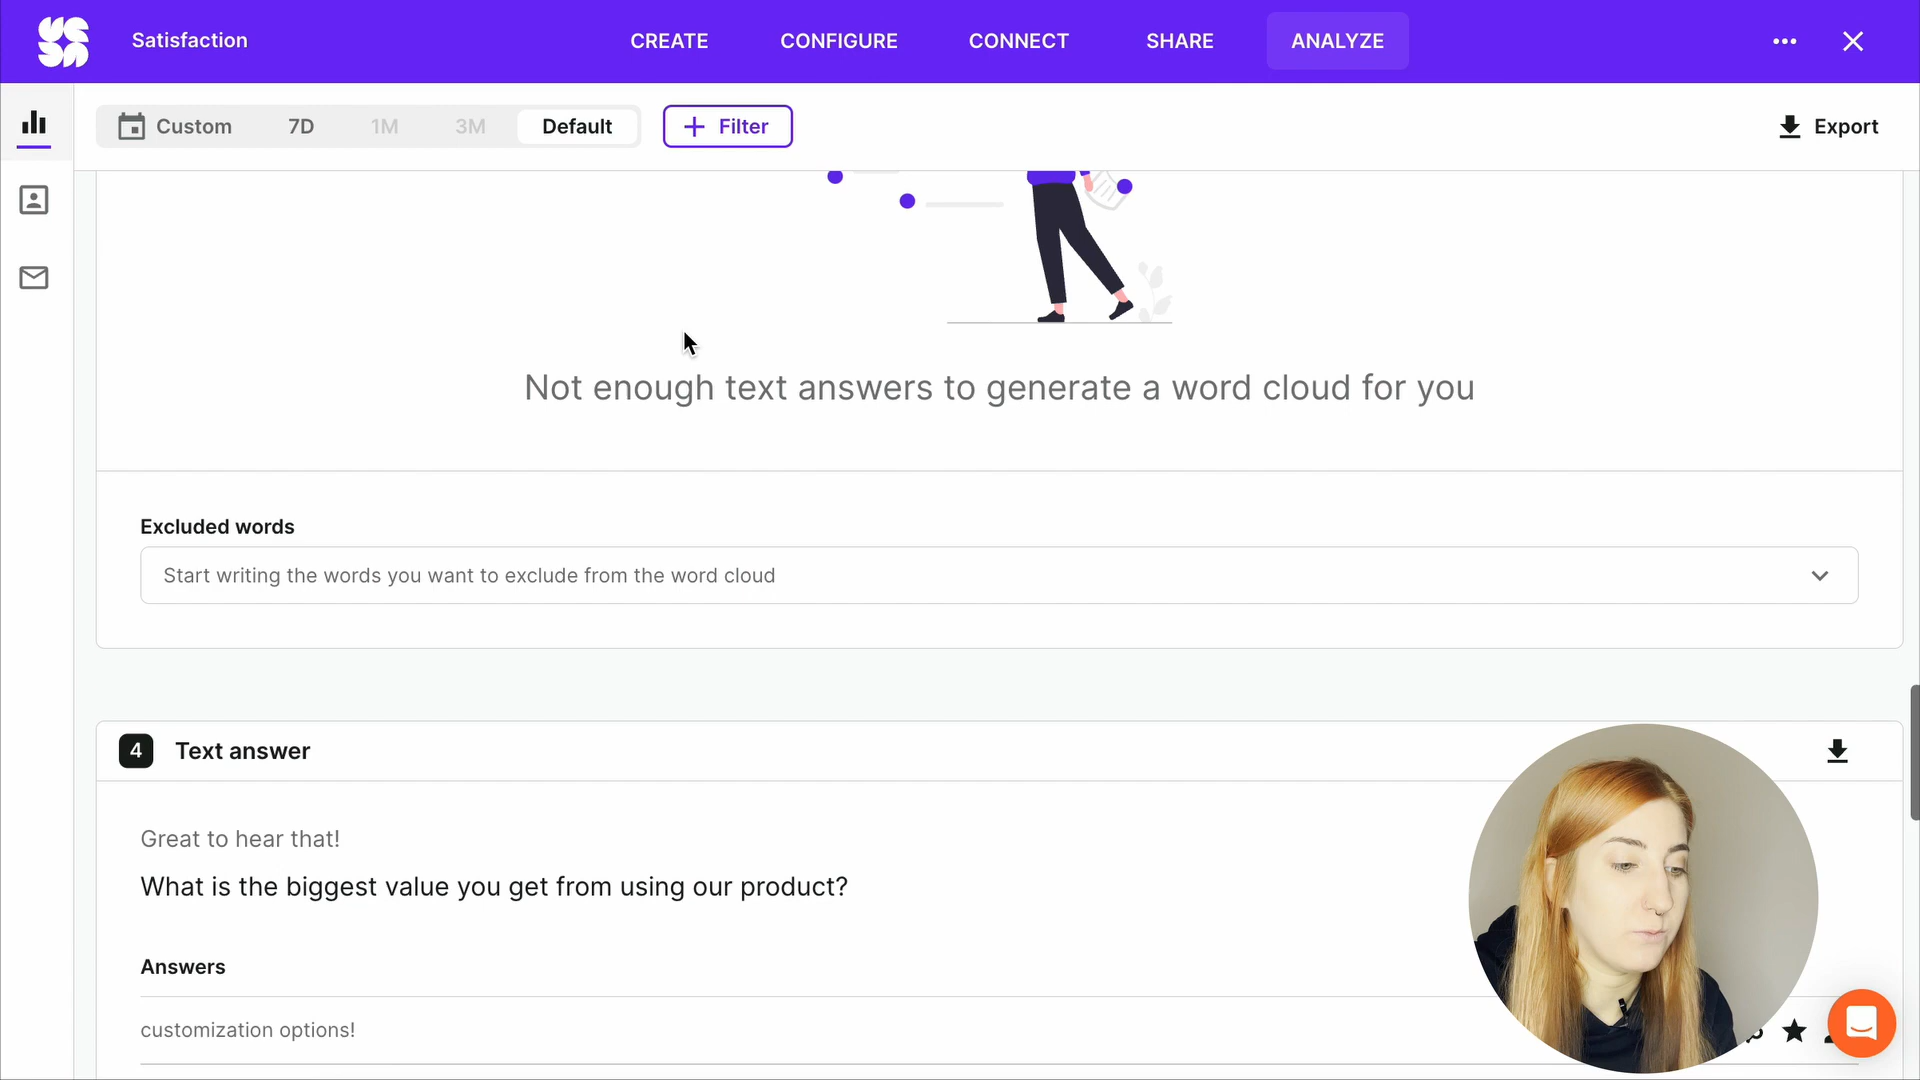 Satisfaction
CREATE
CONFIGURE
CONNECT
SHARE
ANALYZE
Custom
7D
1M
3M
Default
Filter
Export
Not enough text answers to generate a word cloud for you
Excluded words
Start writing the words you want to exclude from the word cloud
4
Text answer
Great to hear that!
What is the biggest value you get from using our product?
Answers
customization options!